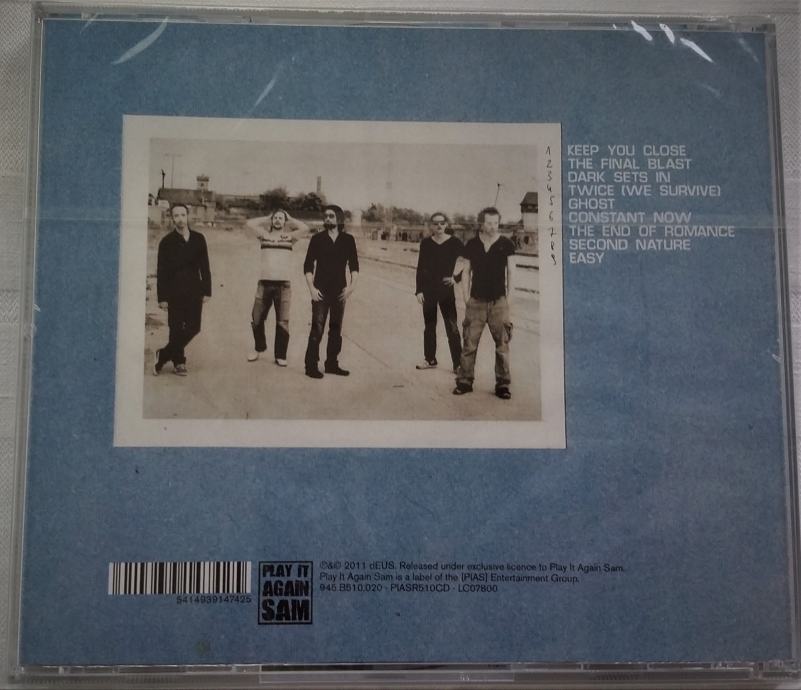 1 KEEP YOU CLOSE
2 THE FINAL BLAST
3 DARK SETS IN
4 TWICE (WE SURVIVE)
5 GHOST
6 CONSTANT NOW
7 THE END OF ROMANCE
8 SECOND NATURE
9 EASY
5414939147425
PLAY IT
AGAIN
SAM
℗&© 2011 dEUS. Released under exclusive licence to Play It Again Sam.
Play It Again Sam is a label of the [PIAS] Entertainment Group.
945.B510.020 - PIASR510CD - LC07800